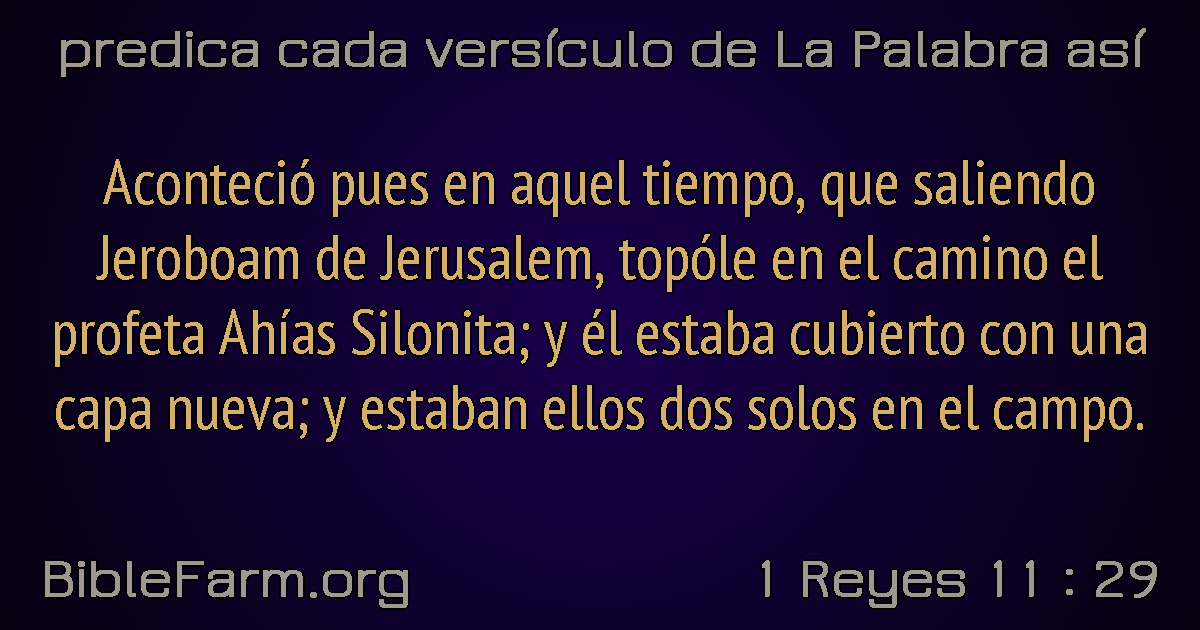 predica cada versículo de La Palabra así
Aconteció pues en aquel tiempo, que saliendo
Jeroboam de Jerusalem, topóle en el camino el
profeta Ahías Silonita; y él estaba cubierto con una
capa nueva; y estaban ellos dos solos en el campo.
BibleFarm.org
1 Reyes 11 : 29